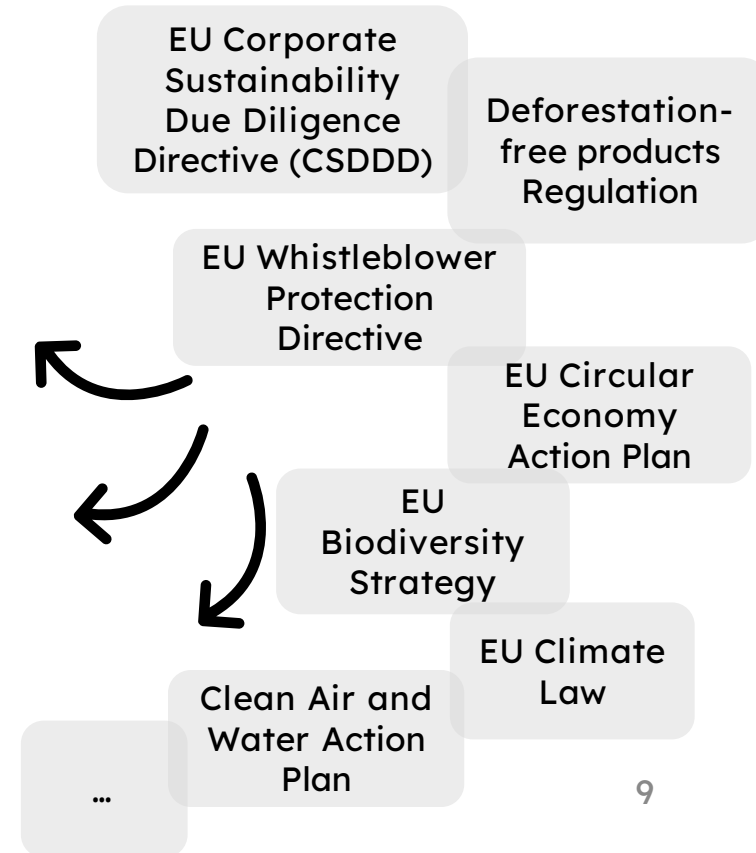 EU Corporate
Sustainability
Due Diligence
Directive (CSDDD)
Deforestation-
free products
Regulation
EU Whistleblower
Protection
Directive
EU Circular
Economy
Action Plan
EU
Biodiversity
Strategy
EU Climate
Law
Clean Air and
Water Action
Plan
...
9